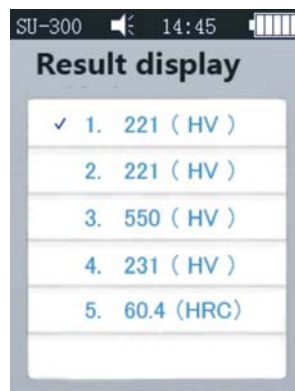 SU-300 14:45
Result display
✓ 1. 221 ( HV )
2. 221 ( HV )
3. 550 ( HV )
4. 231 ( HV )
5. 60.4 (HRC)